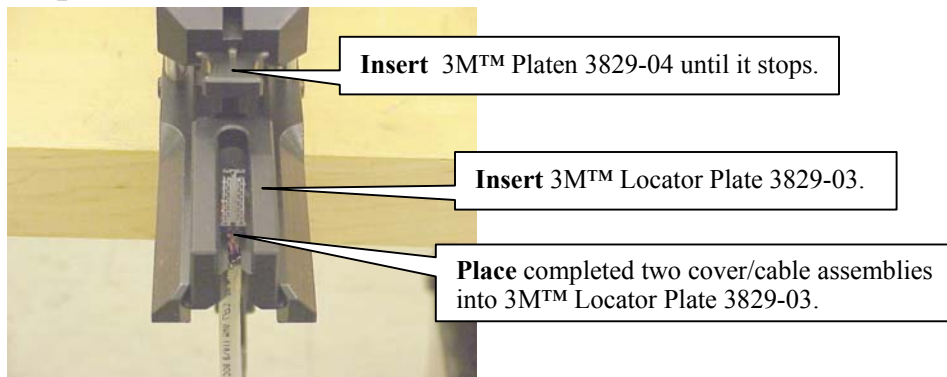 Insert 3M™ Platen 3829-04 until it stops.
Insert 3M™ Locator Plate 3829-03.
Place completed two cover/cable assemblies
into 3M™ Locator Plate 3829-03.